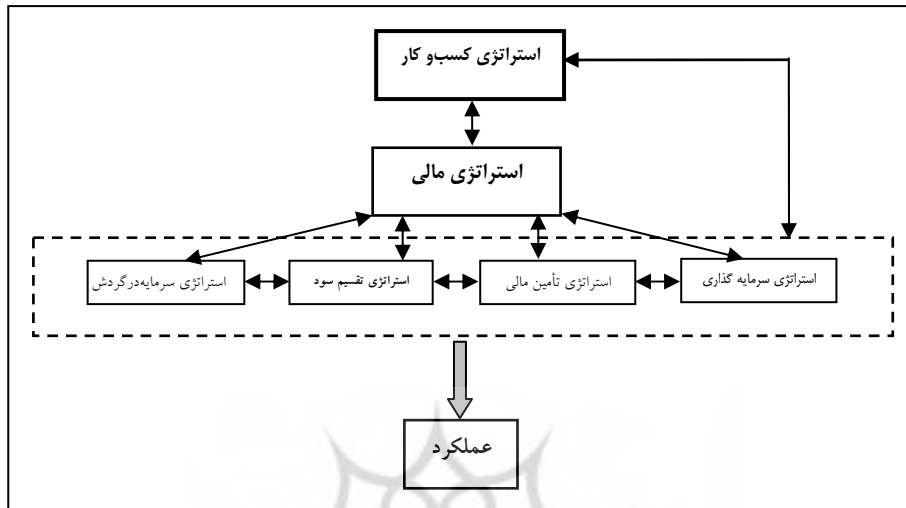 استراتژی کسب‌و کار
استراتژی مالی
استراتژی سرمایه گذاری
استراتژی تأمین مالی
استراتژی تقسیم سود
استراتژی سرمایه‌درگردش
عملکرد